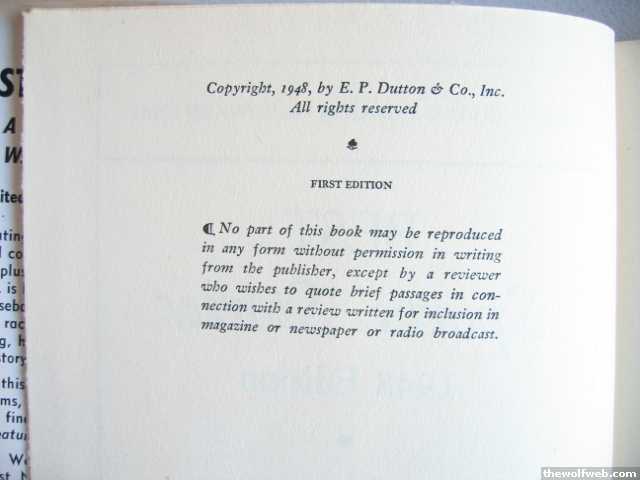 Copyright, 1948, by E. P. Dutton & Co., Inc.
All rights reserved
FIRST EDITION
¶ No part of this book may be reproduced
in any form without permission in writing
from the publisher, except by a reviewer
who wishes to quote brief passages in con-
nection with a review written for inclusion in
magazine or newspaper or radio broadcast.
thewolfweb.com